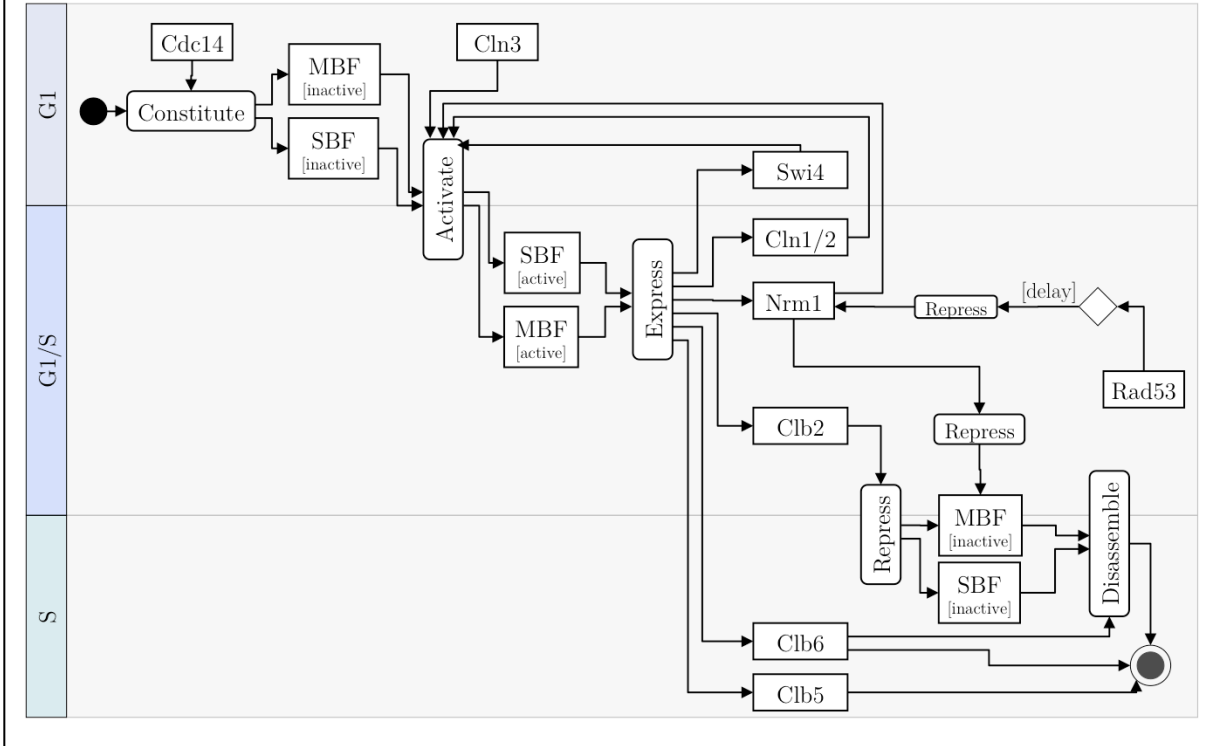 G1
Cdc14
Cln3
MBF
[inactive]
Constitute
SBF
[inactive]
Activate
Swi4
G1/S
Cln1/2
SBF
[active]
Express
MBF
[active]
Nrm1
Repress
[delay]
Rad53
Clb2
Repress
Repress
MBF
[inactive]
Disassemble
S
SBF
[inactive]
Clb6
Clb5